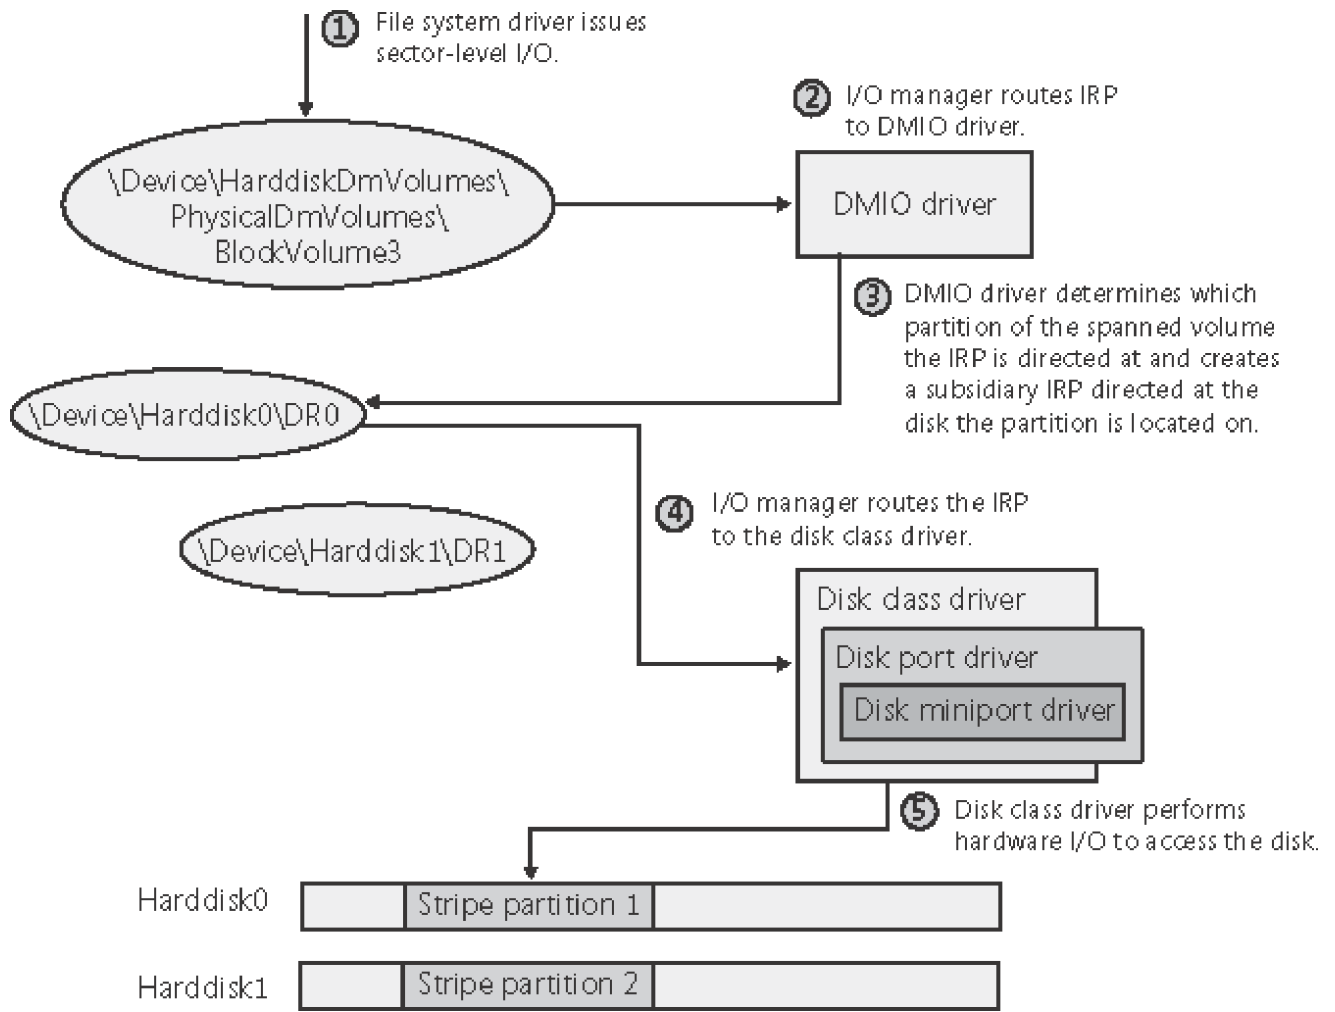 1
File system driver issues
sector-level I/O.
2
I/O manager routes IRP
to DMIO driver.
\Device\HarddiskDmVolumes\
PhysicalDmVolumes\
BlockVolume3
DMIO driver
3
DMIO driver determines which
partition of the spanned volume
the IRP is directed at and creates
a subsidiary IRP directed at the
disk the partition is located on.
\Device\Harddisk0\DR0
4
I/O manager routes the IRP
to the disk class driver.
\Device\Harddisk1\DR1
Disk class driver
Disk port driver
Disk miniport driver
5
Disk class driver performs
hardware I/O to access the disk.
Harddisk0
Stripe partition 1
Harddisk1
Stripe partition 2